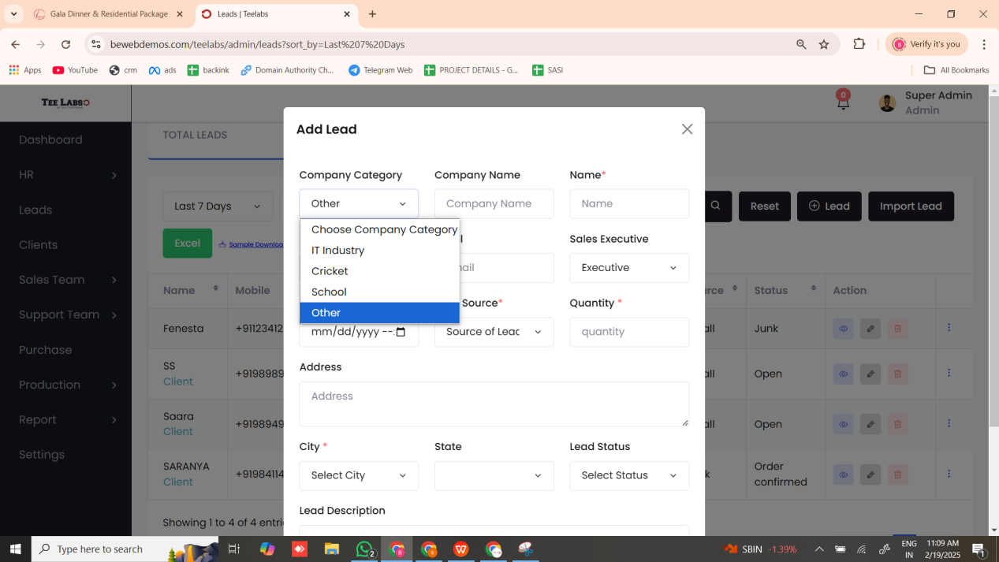 Gala Dinner & Residential Package
Leads | Teelabs
bewebdemos.com/teelabs/admin/leads?sort_by=Last%207%20Days
Verify it's you
Apps
YouTube
crm
ads
backink
Domain Authority Ch...
Telegram Web
PROJECT DETAILS - G...
SASI
All Bookmarks
TEE LABS
0
Super Admin
Admin
Dashboard
HR
Leads
Clients
Sales Team
Support Team
Purchase
Production
Report
Settings
TOTAL LEADS
Last 7 Days
Reset
Lead
Import Lead
Excel
Sample Downloa
Name
Mobile
rce
Status
Action
Fenesta
+91123412
all
Junk
SS
Client
+9198989
all
Open
Saara
Client
+9198949
all
Open
SARANYA
Client
+9198411
k
Order
confirmed
Showing 1 to 4 of 4 entri
Add Lead
Company Category
Company Name
Name*
Other
Company Name
Name
Choose Company Category
IT Industry
Cricket
School
Other
l
Sales Executive
ail
Executive
Source*
Quantity *
mm/dd/yyyy --:
Source of Leac
quantity
Address
Address
City *
State
Lead Status
Select City
Select Status
Lead Description
Type here to search
2
SBIN -1.39%
ENG
IN
11:09 AM
2/19/2025
1